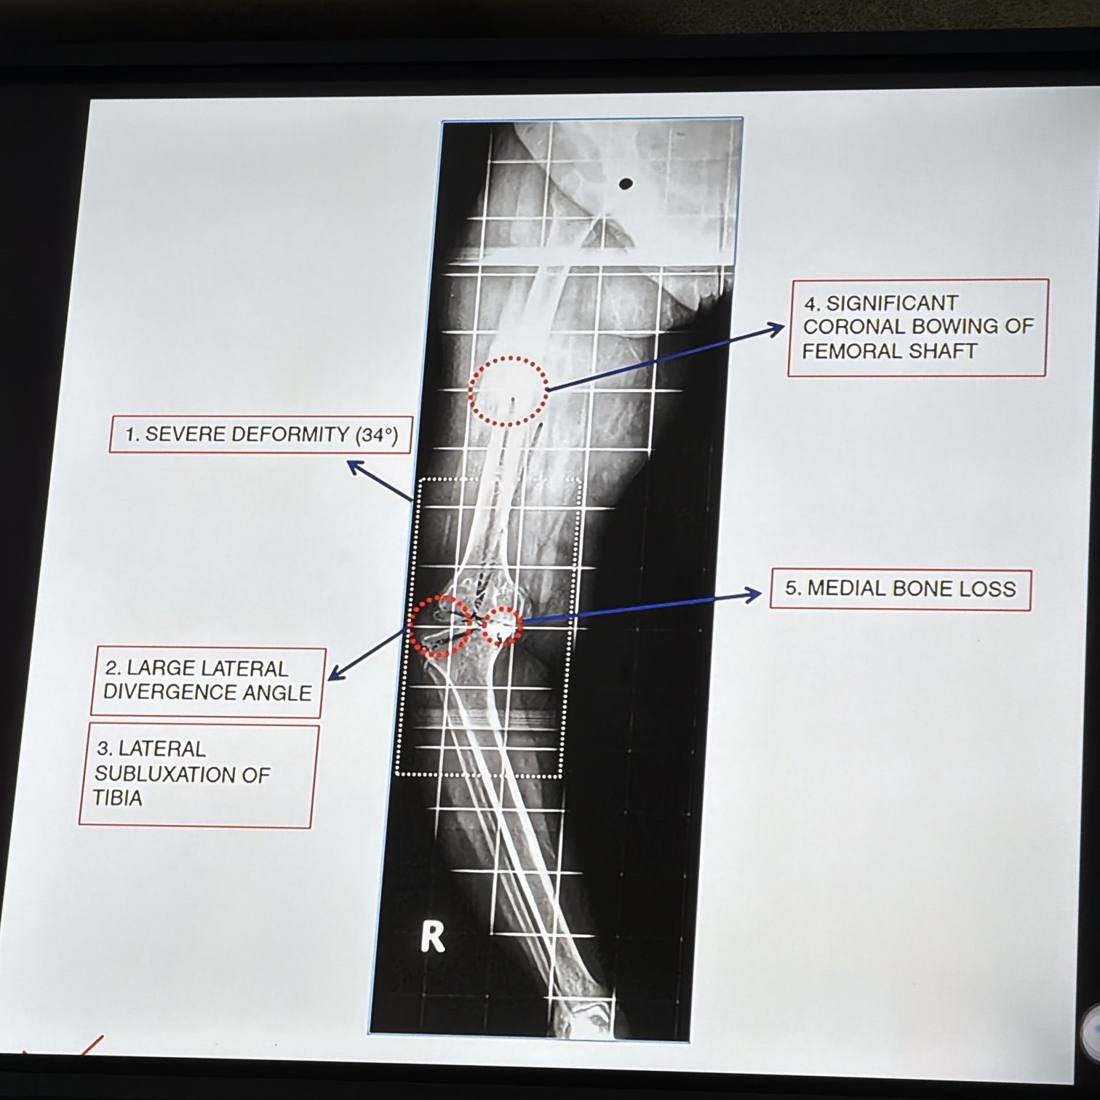 4. SIGNIFICANT
CORONAL BOWING OF
FEMORAL SHAFT
1. SEVERE DEFORMITY (34°)
5. MEDIAL BONE LOSS
2. LARGE LATERAL
DIVERGENCE ANGLE
3. LATERAL
SUBLUXATION OF
TIBIA
R